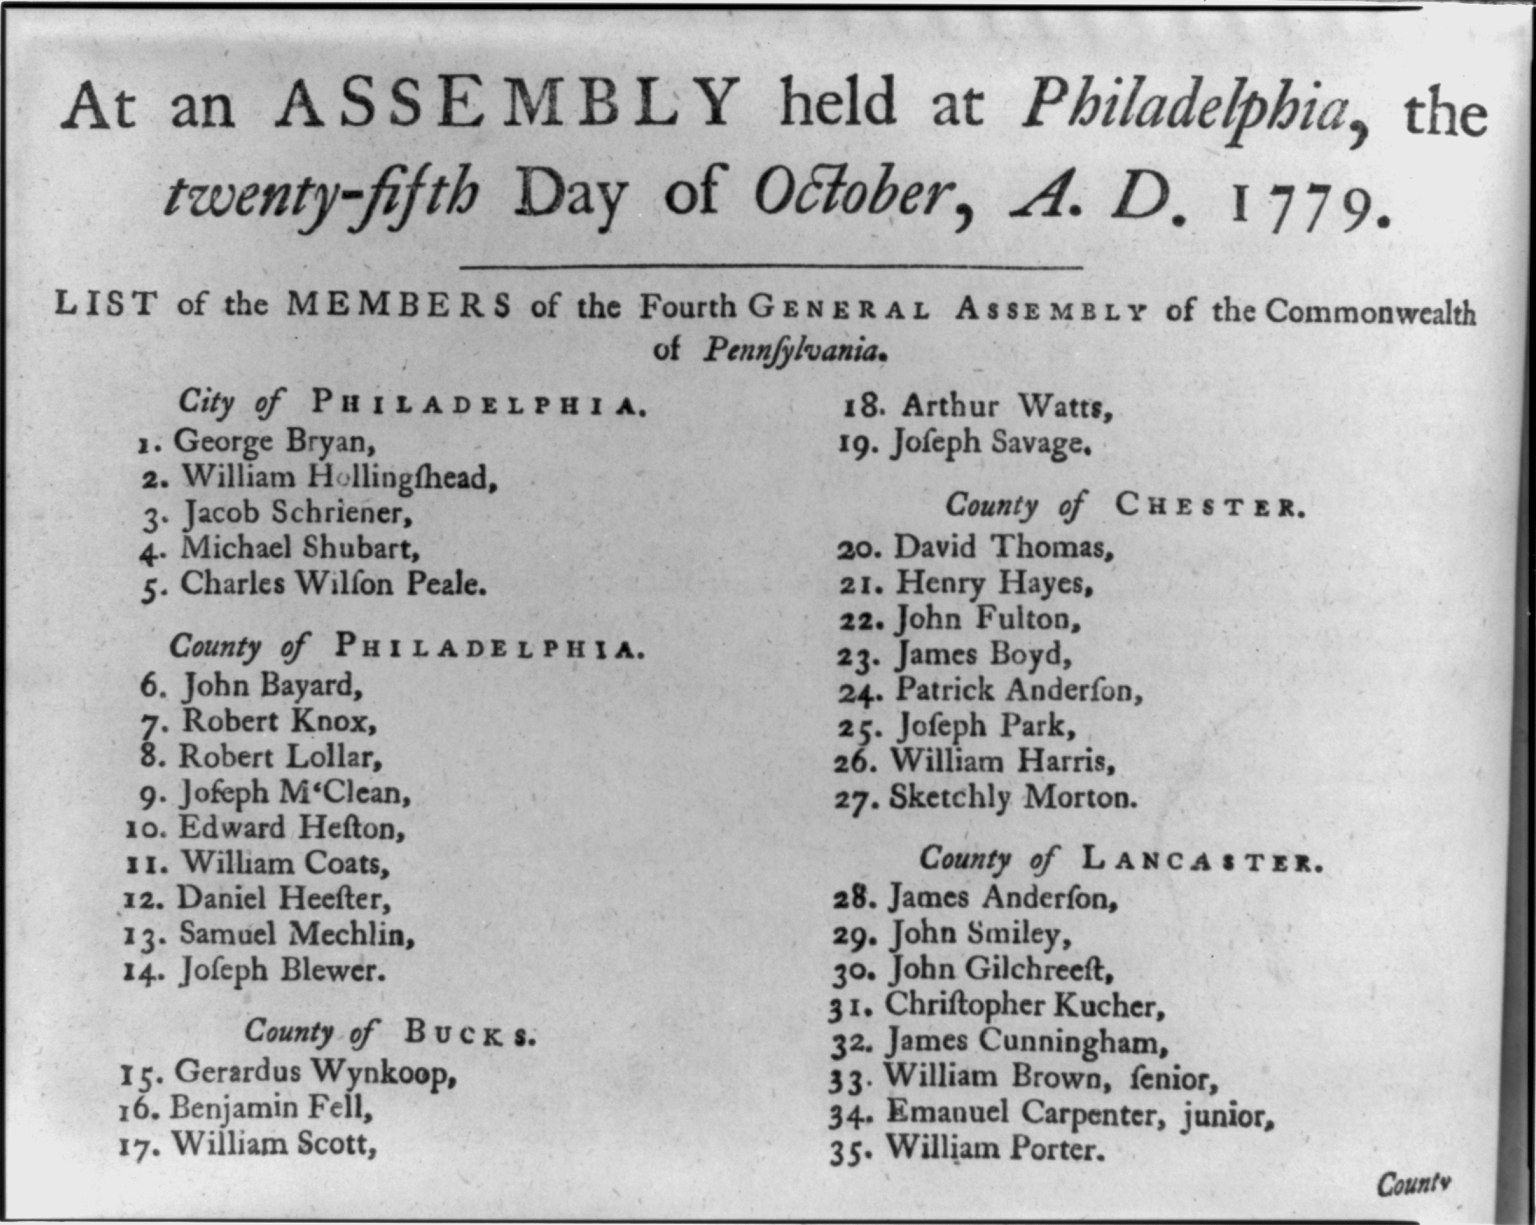 At an ASSEMBLY held at Philadelphia, the
twenty-fifth Day of October, A. D. 1779.
LIST of the MEMBERS of the Fourth GENERAL ASSEMBLY of the Commonwealth
of Pennſylvania.
City of PHILADELPHIA.
1. George Bryan,
2. William Hollingſhead,
3. Jacob Schriener,
4. Michael Shubart,
5. Charles Wilſon Peale.
County of PHILADELPHIA.
6. John Bayard,
7. Robert Knox,
8. Robert Lollar,
9. Joſeph M‘Clean,
10. Edward Heſton,
11. William Coats,
12. Daniel Heeſter,
13. Samuel Mechlin,
14. Joſeph Blewer.
County of BUCKS.
15. Gerardus Wynkoop,
16. Benjamin Fell,
17. William Scott,
18. Arthur Watts,
19. Joſeph Savage.
County of CHESTER.
20. David Thomas,
21. Henry Hayes,
22. John Fulton,
23. James Boyd,
24. Patrick Anderſon,
25. Joſeph Park,
26. William Harris,
27. Sketchly Morton.
County of LANCASTER.
28. James Anderſon,
29. John Smiley,
30. John Gilchreeſt,
31. Chriſtopher Kucher,
32. James Cunningham,
33. William Brown, ſenior,
34. Emanuel Carpenter, junior,
35. William Porter.
County